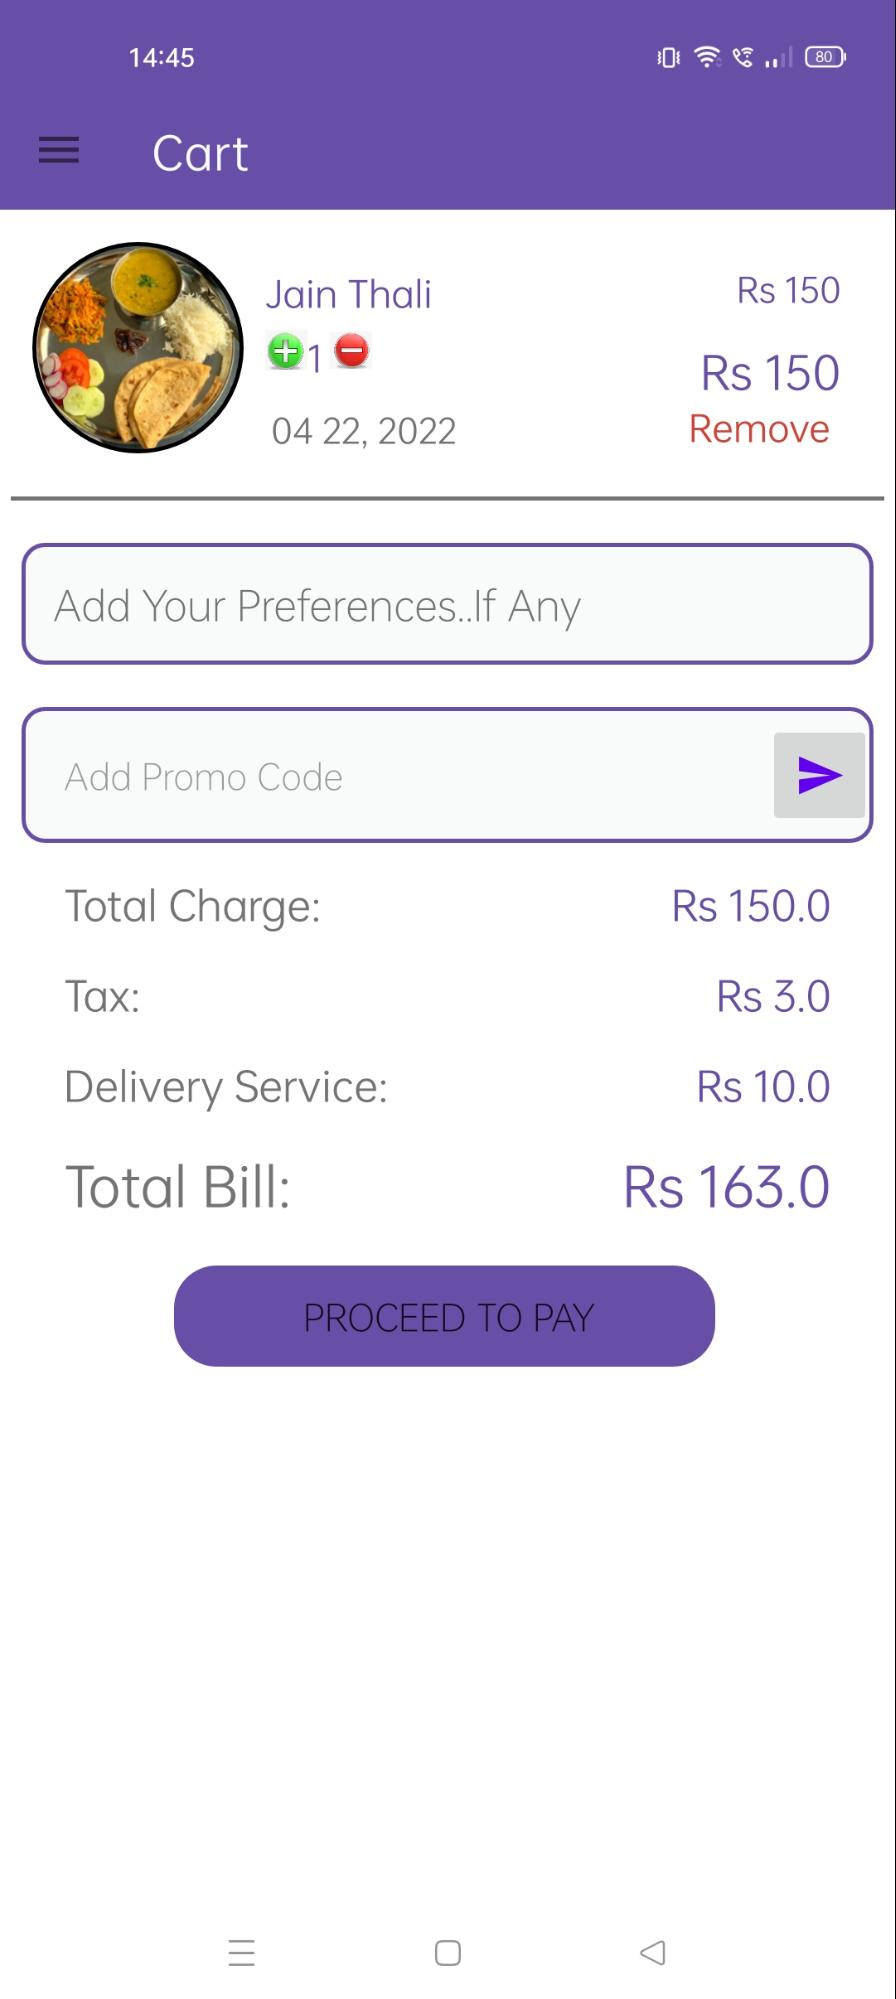 14:45
80
Cart
Jain Thali
Rs 150
1
Rs 150
04 22, 2022
Remove
Add Your Preferences..If Any
Add Promo Code
Total Charge:
Rs 150.0
Tax:
Rs 3.0
Delivery Service:
Rs 10.0
Total Bill:
Rs 163.0
PROCEED TO PAY